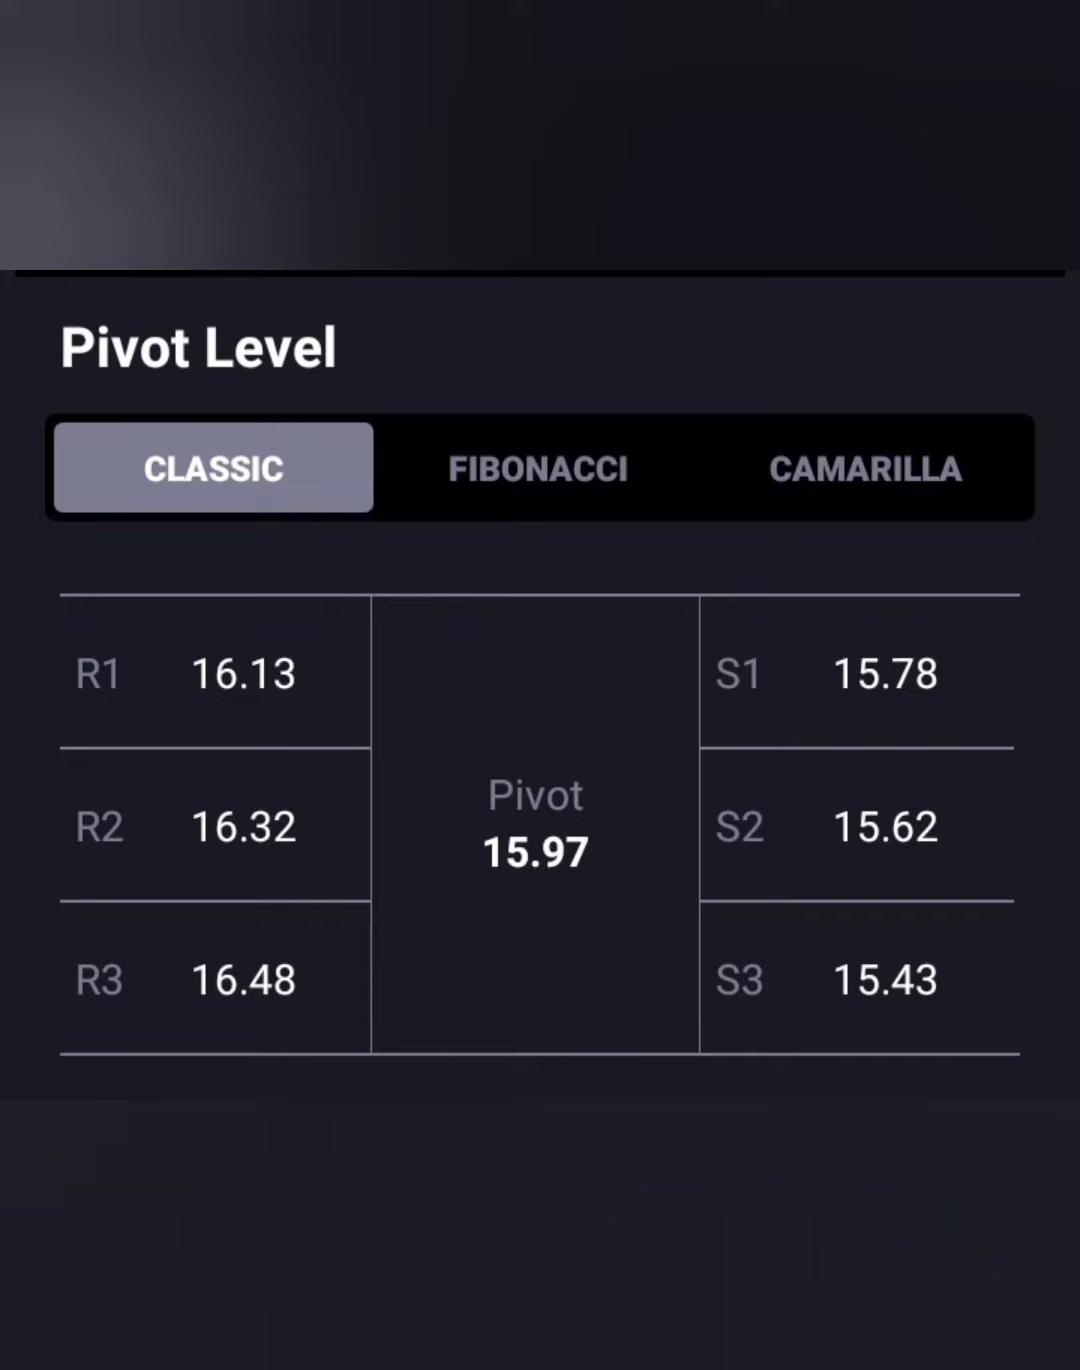 Pivot Level
CLASSIC FIBONACCI CAMARILLA
R1 16.13 S1 15.78
Pivot
R2 16.32 S2 15.62
15.97
R3 16.48 S3 15.43